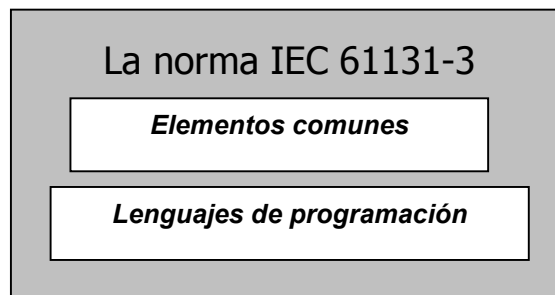 La norma IEC 61131-3
Elementos comunes
Lenguajes de programación